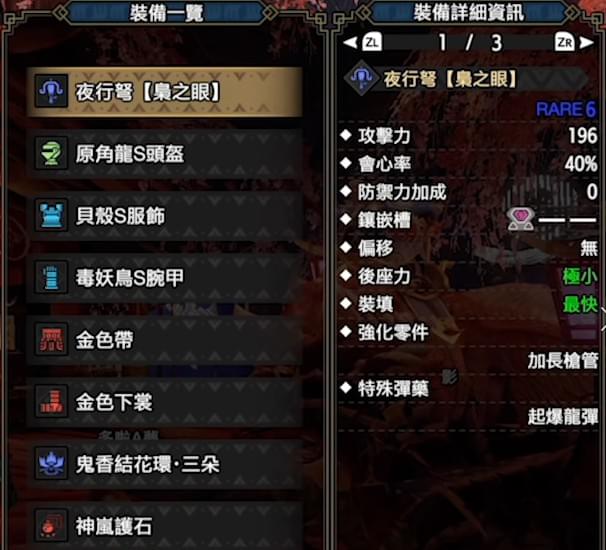 裝備一覽
夜行弩【梟之眼】
原角龍S頭盔
貝殼S服飾
毒妖鳥S腕甲
金色帶
金色下裳
鬼香結花環·三朵
神嵐護石
裝備詳細資訊
ZL 1 / 3 ZR
夜行弩【梟之眼】
RARE 6
攻擊力 196
會心率 40%
防禦力加成 0
鑲嵌槽 ——
偏移 無
後座力 極小
裝填 最快
強化零件
加長槍管
影
特殊彈藥
起爆龍彈